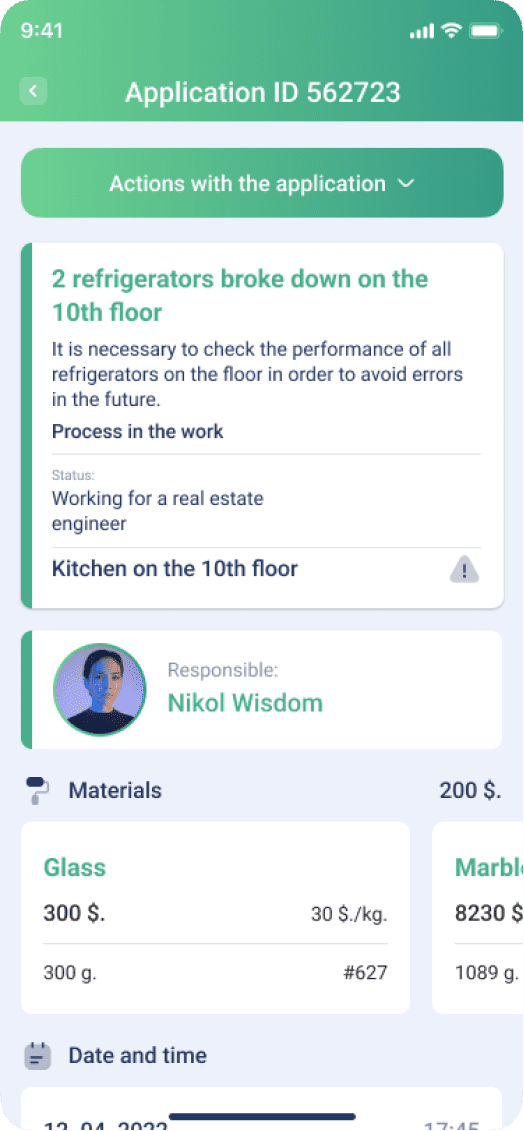 9:41
Application ID 562723
Actions with the application
2 refrigerators broke down on the
10th floor
It is necessary to check the performance of all
refrigerators on the floor in order to avoid errors
in the future.
Process in the work
Status:
Working for a real estate
engineer
Kitchen on the 10th floor
Responsible:
Nikol Wisdom
Materials 200 $.
Glass
300 $. 30 $./kg.
300 g. #627
Marbl
8230 $
1089 g.
Date and time
12. 04. 2022 17:45